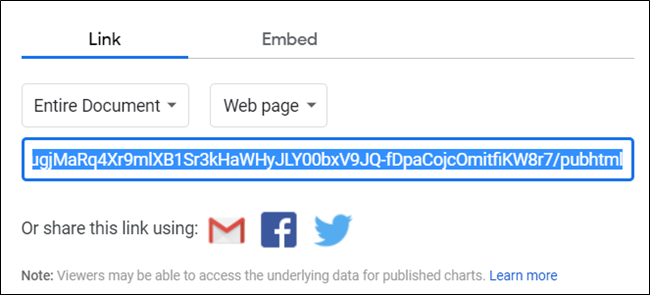 Link Embed
Entire Document Web page
ugjMaRq4Xr9mlXB1Sr3kHaWHyJLY00bxV9JQ-fDpaCojcOmitfiKW8r7/pubhtml
Or share this link using:
Note: Viewers may be able to access the underlying data for published charts. Learn more